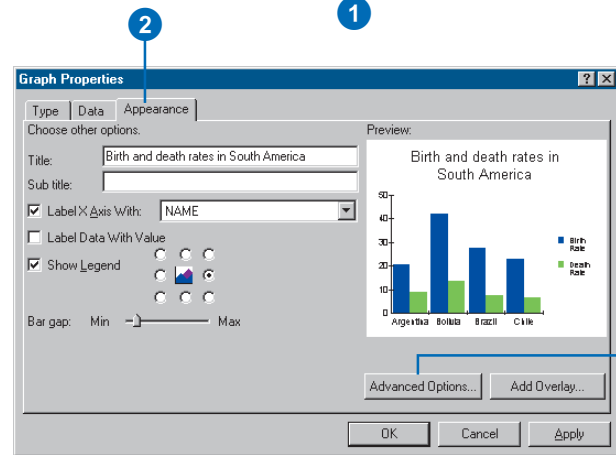 2
1
Graph Properties
Type Data Appearance
Choose other options.
Title: Birth and death rates in South America
Sub title:
Label X Axis With: NAME
Label Data With Value
Show Legend
Bar gap: Min Max
Preview:
Birth and death rates in
South America
50
40
30
20
10
0
Argentina Bolivia Brazil Chile
Birth
Rate
Death
Rate
Advanced Options... Add Overlay...
OK Cancel Apply